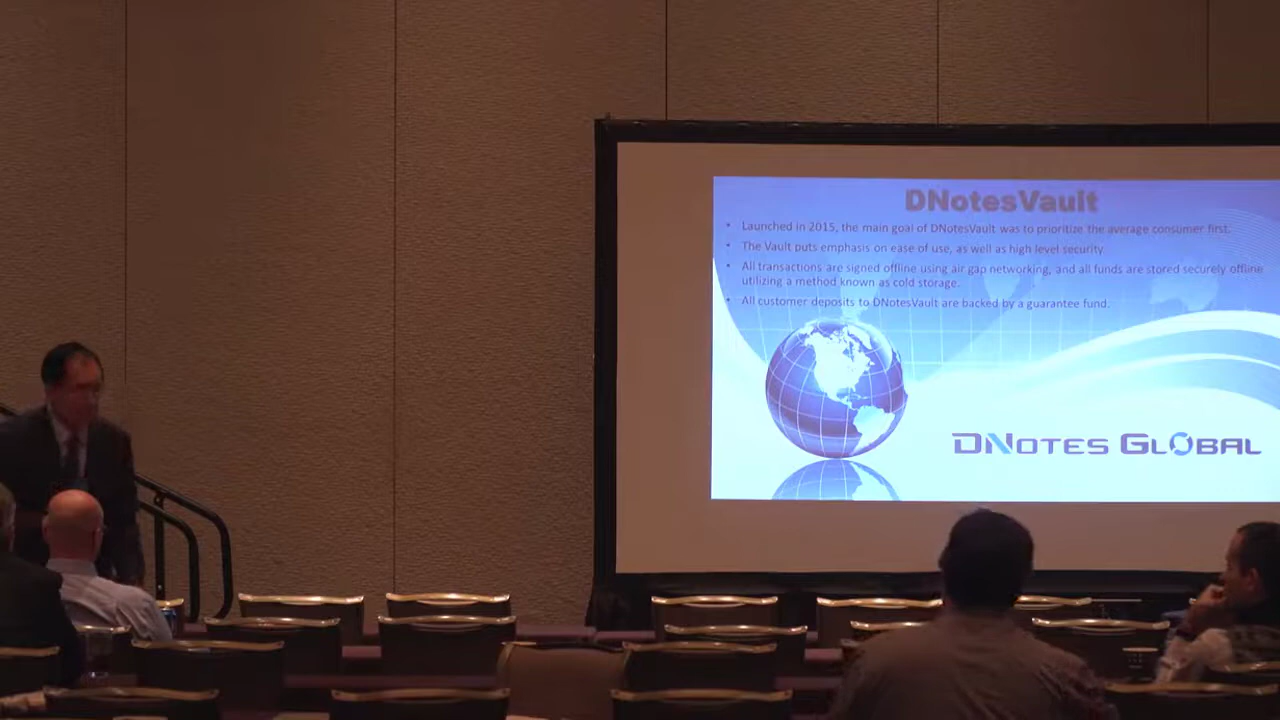 DNotesVault
• Launched in 2015, the main goal of DNotesVault was to prioritize the average consumer first.
• The Vault puts emphasis on ease of use, as well as high level security.
• All transactions are signed offline using air gap networking, and all funds are stored securely offline
utilizing a method known as cold storage.
• All customer deposits to DNotesVault are backed by a guarantee fund.
DNotes Global